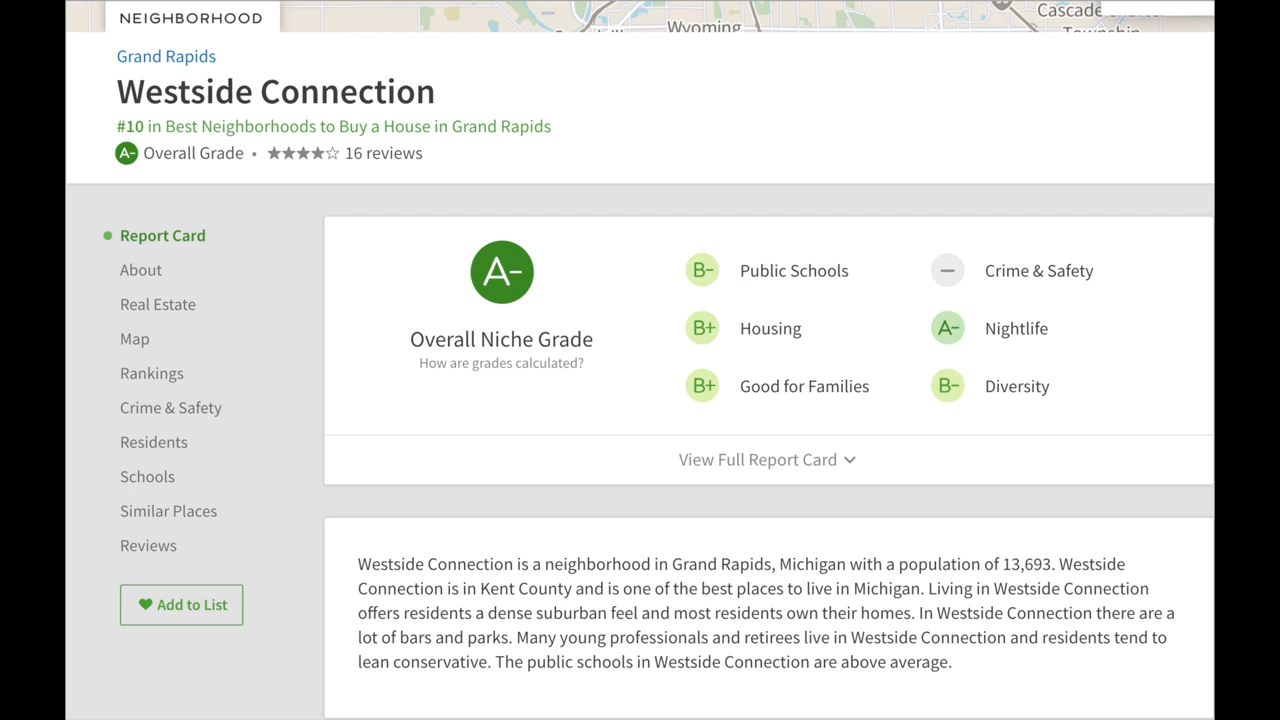 Wyoming
Cascade
NEIGHBORHOOD
Grand Rapids
Westside Connection
#10 in Best Neighborhoods to Buy a House in Grand Rapids
A- Overall Grade • ★★★★☆ 16 reviews
Report Card
About
Real Estate
Map
Rankings
Crime & Safety
Residents
Schools
Similar Places
Reviews
Add to List
A-
Overall Niche Grade
How are grades calculated?
B- Public Schools
B+ Housing
B+ Good for Families
– Crime & Safety
A- Nightlife
B- Diversity
View Full Report Card
Westside Connection is a neighborhood in Grand Rapids, Michigan with a population of 13,693. Westside
Connection is in Kent County and is one of the best places to live in Michigan. Living in Westside Connection
offers residents a dense suburban feel and most residents own their homes. In Westside Connection there are a
lot of bars and parks. Many young professionals and retirees live in Westside Connection and residents tend to
lean conservative. The public schools in Westside Connection are above average.